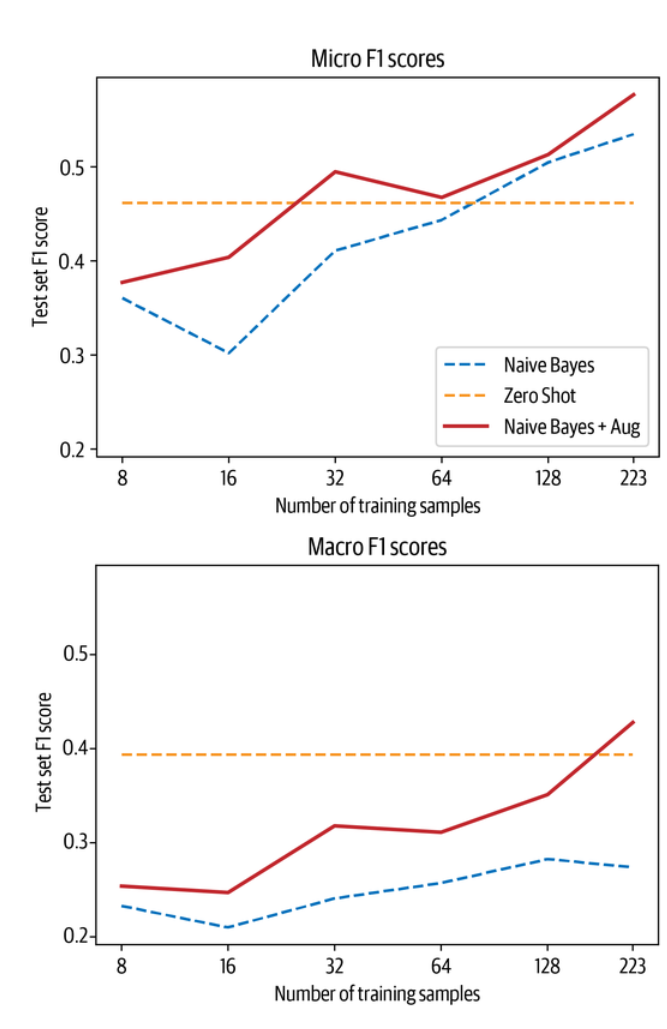 Micro F1 scores
Test set F1 score
0.5
0.4
0.3
0.2
Naive Bayes
Zero Shot
Naive Bayes + Aug
8 16 32 64 128 223
Number of training samples
Macro F1 scores
Test set F1 score
0.5
0.4
0.3
0.2
8 16 32 64 128 223
Number of training samples